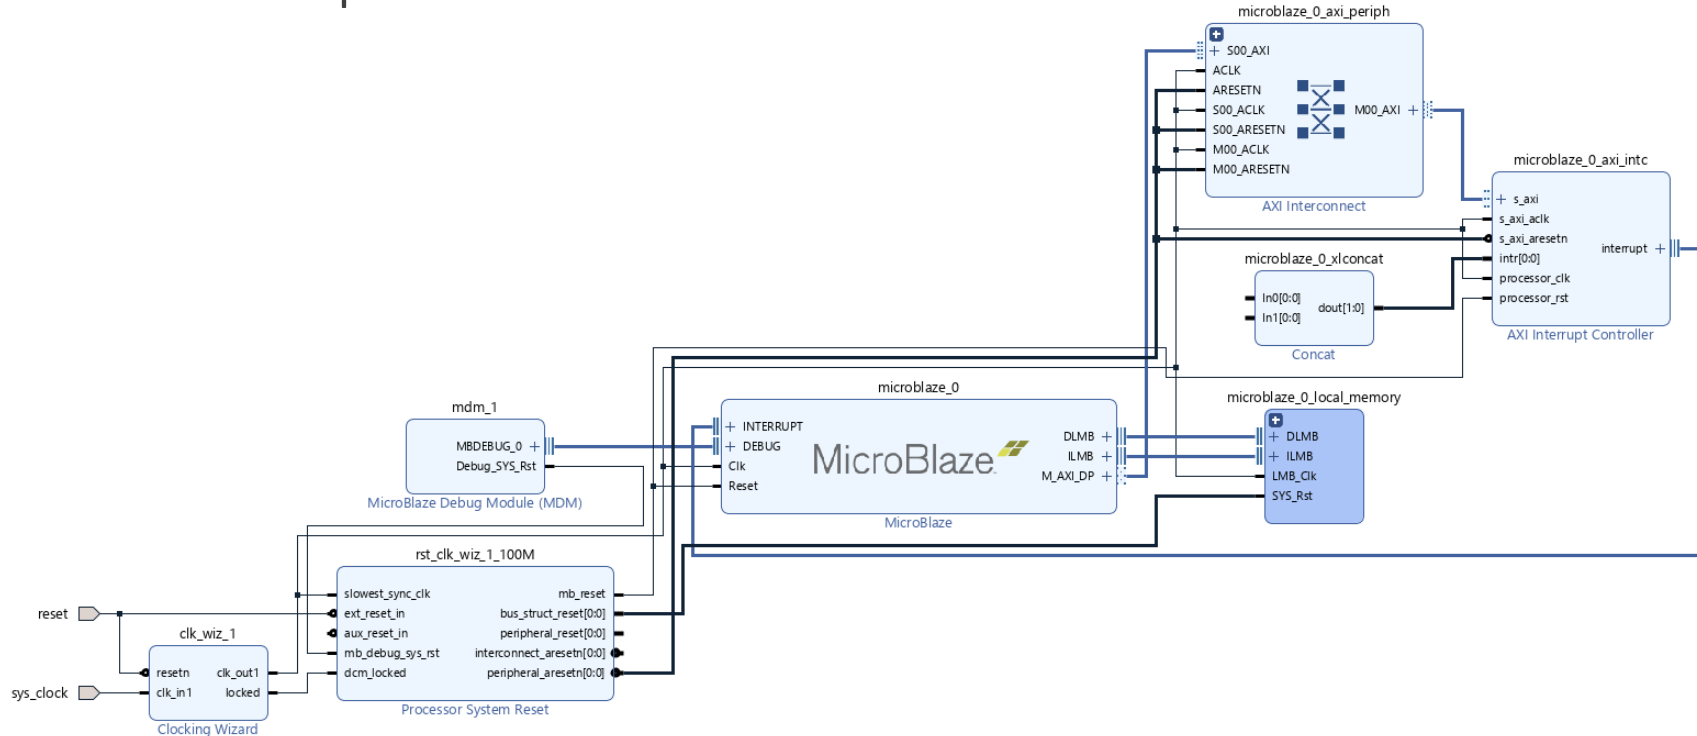 microblaze_0_axi_periph
S00_AXI
ACLK
ARESETN
S00_ACLK
S00_ARESETN
M00_ACLK
M00_ARESETN
M00_AXI
AXI Interconnect
microblaze_0_axi_intc
s_axi
s_axi_aclk
s_axi_aresetn
intr[0:0]
processor_clk
processor_rst
interrupt
AXI Interrupt Controller
microblaze_0_xlconcat
In0[0:0]
In1[0:0]
dout[1:0]
Concat
microblaze_0
INTERRUPT
DEBUG
Clk
Reset
MicroBlaze
DLMB
ILMB
M_AXI_DP
MicroBlaze
microblaze_0_local_memory
DLMB
ILMB
LMB_Clk
SYS_Rst
mdm_1
MBDEBUG_0
Debug_SYS_Rst
MicroBlaze Debug Module (MDM)
rst_clk_wiz_1_100M
slowest_sync_clk
ext_reset_in
aux_reset_in
mb_debug_sys_rst
dcm_locked
mb_reset
bus_struct_reset[0:0]
peripheral_reset[0:0]
interconnect_aresetn[0:0]
peripheral_aresetn[0:0]
Processor System Reset
reset
sys_clock
clk_wiz_1
resetn
clk_in1
clk_out1
locked
Clocking Wizard